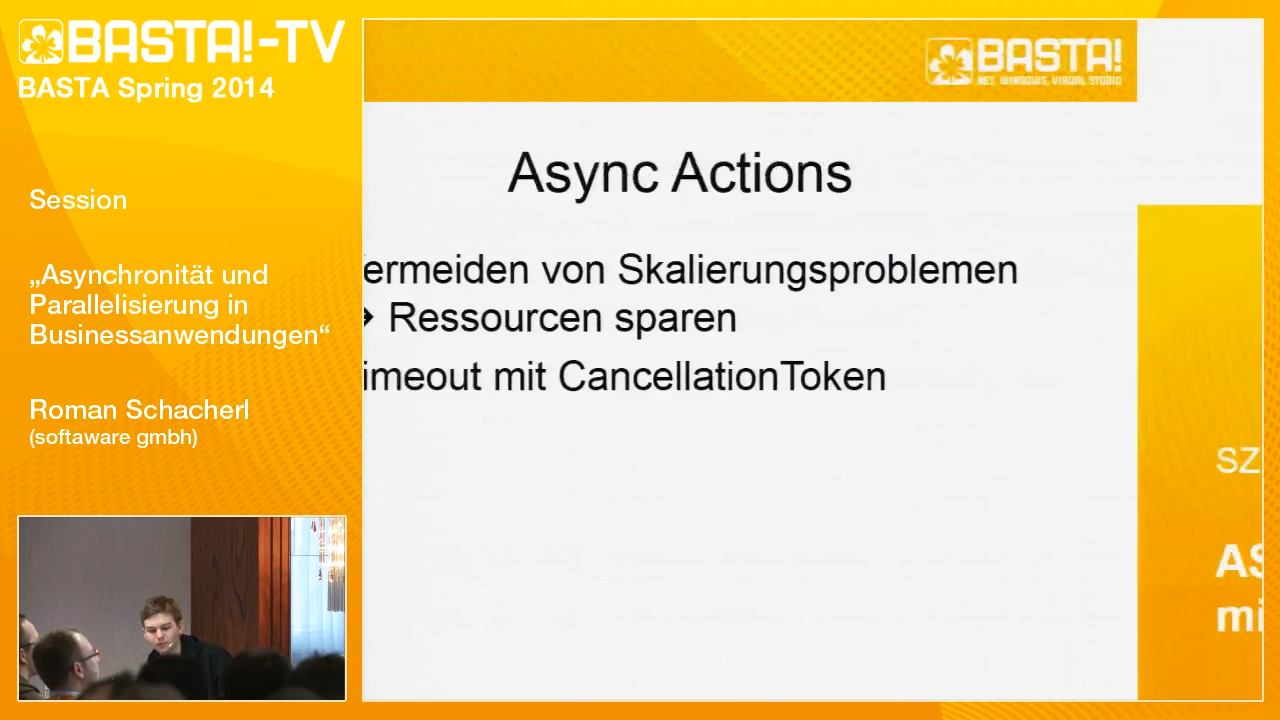 BASTA!-TV
BASTA Spring 2014
Session
„Asynchronität und
Parallelisierung in
Businessanwendungen“
Roman Schacherl
(softaware gmbh)
BASTA!
.NET, WINDOWS, VISUAL STUDIO
Async Actions
ermeiden von Skalierungsproblemen
➔ Ressourcen sparen
imeout mit CancellationToken
SZ
AS
mi